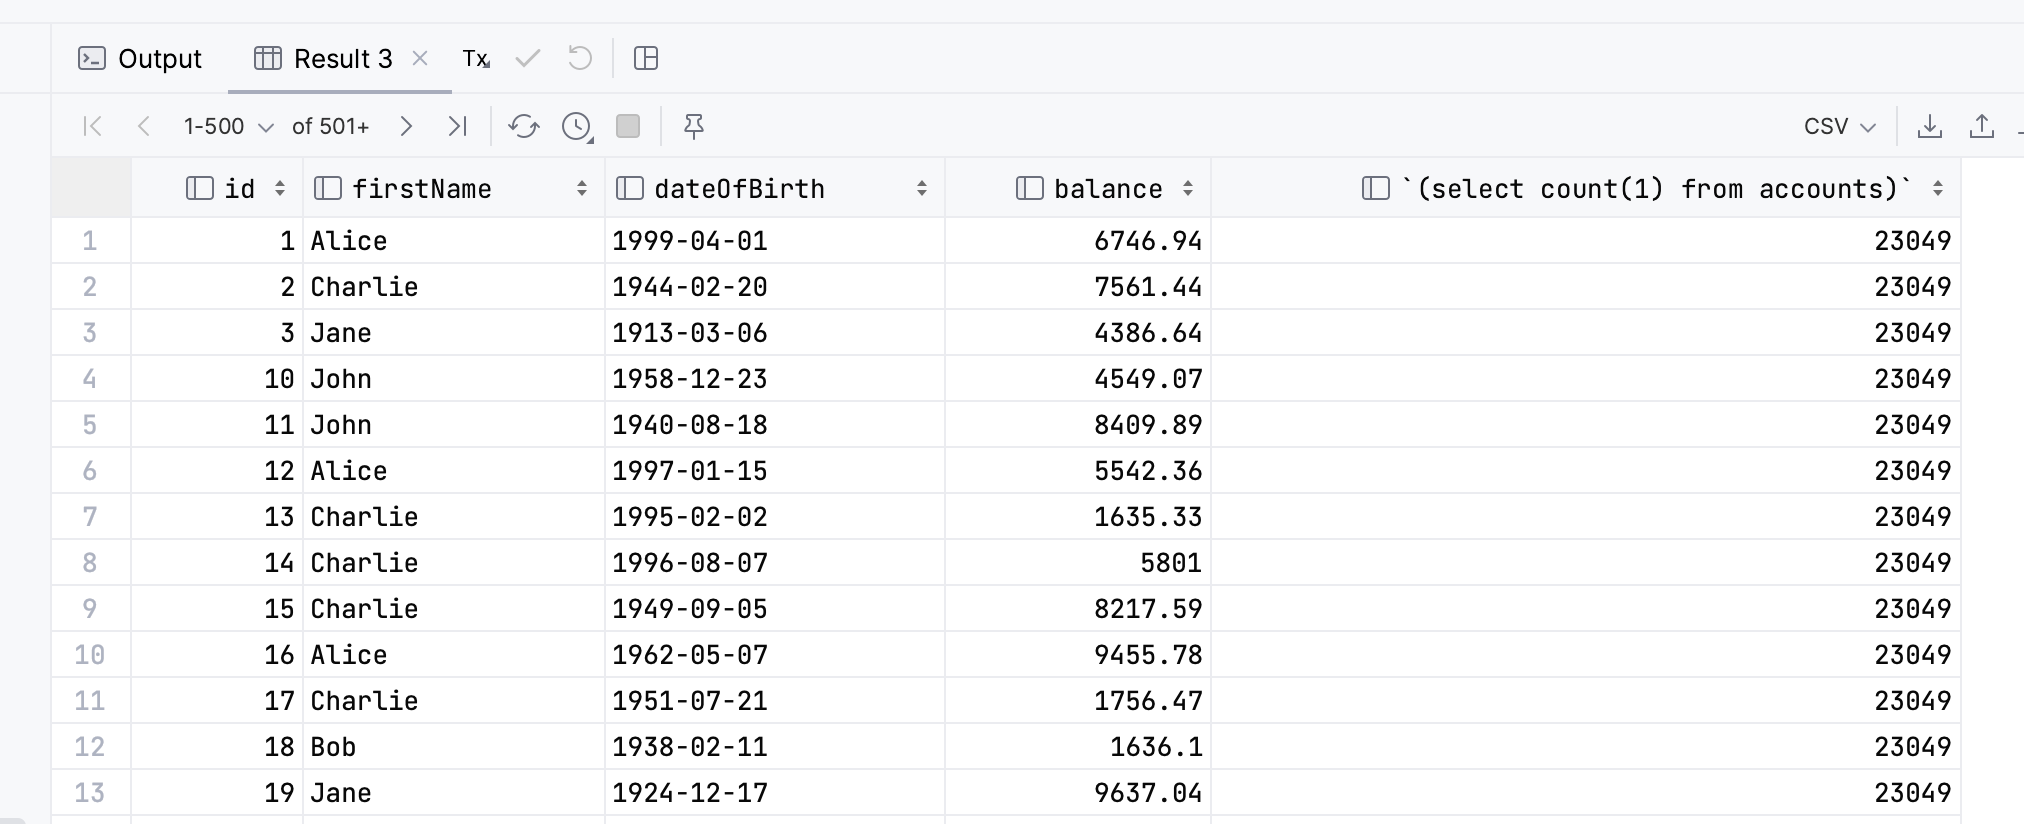 Output Result 3 Tx
1-500 of 501+ CSV
id firstName dateOfBirth balance `(select count(1) from accounts)`
1 1 Alice 1999-04-01 6746.94 23049
2 2 Charlie 1944-02-20 7561.44 23049
3 3 Jane 1913-03-06 4386.64 23049
4 10 John 1958-12-23 4549.07 23049
5 11 John 1940-08-18 8409.89 23049
6 12 Alice 1997-01-15 5542.36 23049
7 13 Charlie 1995-02-02 1635.33 23049
8 14 Charlie 1996-08-07 5801 23049
9 15 Charlie 1949-09-05 8217.59 23049
10 16 Alice 1962-05-07 9455.78 23049
11 17 Charlie 1951-07-21 1756.47 23049
12 18 Bob 1938-02-11 1636.1 23049
13 19 Jane 1924-12-17 9637.04 23049